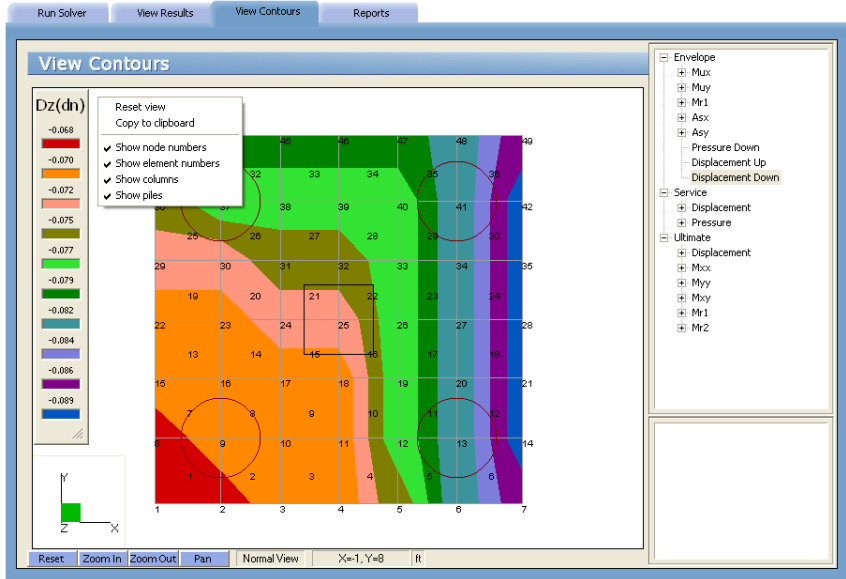 Run Solver View Results View Contours Reports
View Contours
Dz(dn)
-0.068
-0.070
-0.072
-0.075
-0.077
-0.079
-0.082
-0.084
-0.086
-0.089
Reset view
Copy to clipboard
Show node numbers
Show element numbers
Show columns
Show piles
45 46 47 48 49
32 33 34 35 36
36 37 38 39 40 41 42
25 26 27 28 29 30
29 30 31 32 33 34 35
19 20 21 22 23 24
22 23 24 25 26 27 28
13 14 15 16 17 18
15 16 17 18 19 20 21
7 8 9 10 11 12
8 9 10 11 12 13 14
1 2 3 4 5 6
1 2 3 4 5 6 7
Y
Z X
Reset Zoom In Zoom Out Pan Normal View X=-1, Y=8 ft
Envelope
Mux
Muy
Mr1
Asx
Asy
Pressure Down
Displacement Up
Displacement Down
Service
Displacement
Pressure
Ultimate
Displacement
Mxx
Myy
Mxy
Mr1
Mr2